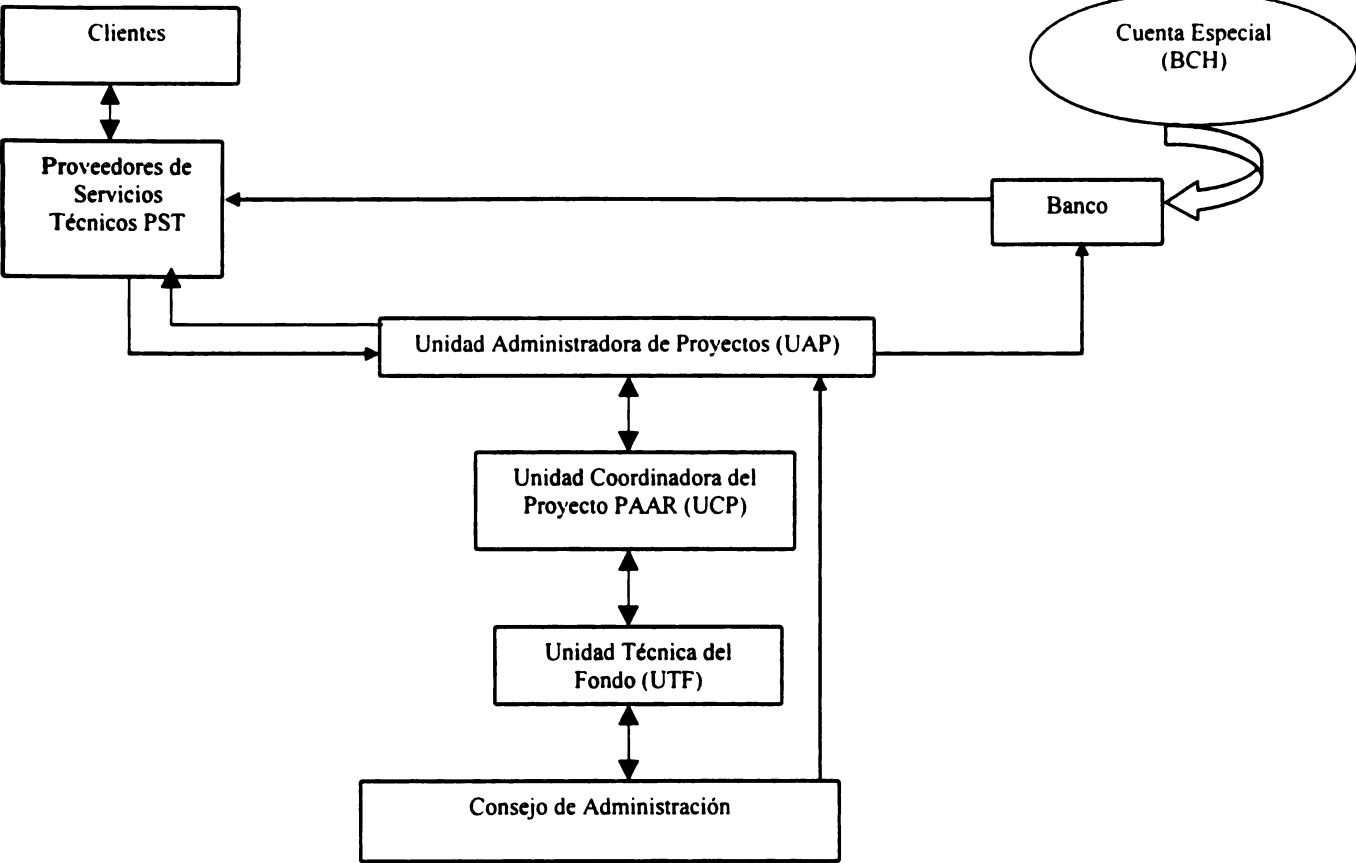 Clientes
Cuenta Especial
(BCH)
Proveedores de
Servicios
Técnicos PST
Banco
Unidad Administradora de Proyectos (UAP)
Unidad Coordinadora del
Proyecto PAAR (UCP)
Unidad Técnica del
Fondo (UTF)
Consejo de Administración